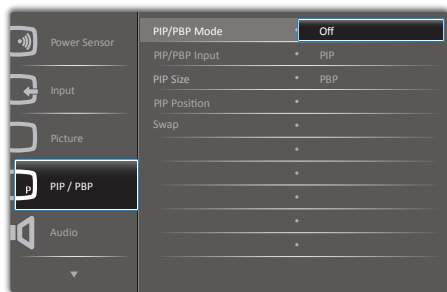 Power Sensor
Input
Picture
P
PIP / PBP
Audio
PIP/PBP Mode
PIP/PBP Input
PIP Size
PIP Position
Swap
Off
PIP
PBP